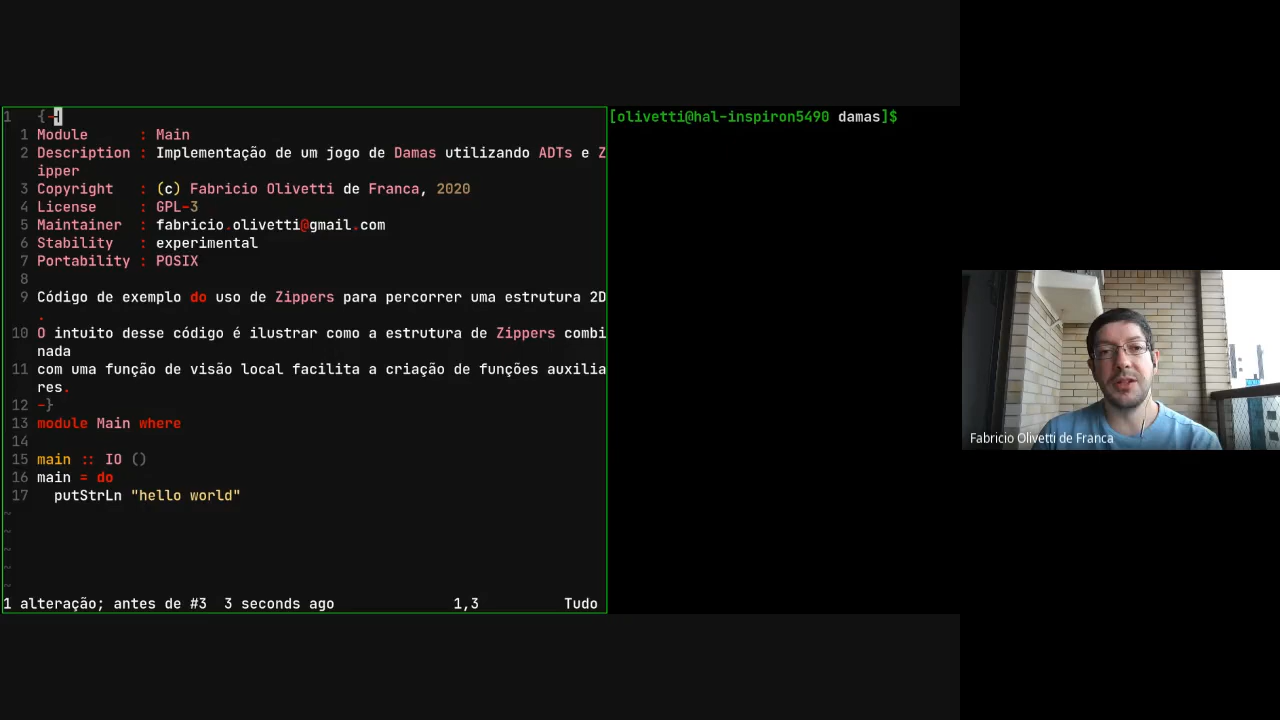 1 {-|
1 Module : Main
2 Description : Implementação de um jogo de Damas utilizando ADTs e Z
ipper
3 Copyright : (c) Fabricio Olivetti de Franca, 2020
4 License : GPL-3
5 Maintainer : fabricio.olivetti@gmail.com
6 Stability : experimental
7 Portability : POSIX
8
9 Código de exemplo do uso de Zippers para percorrer uma estrutura 2D
.
10 O intuito desse código é ilustrar como a estrutura de Zippers combi
nada
11 com uma função de visão local facilita a criação de funções auxilia
res.
12 -}
13 module Main where
14
15 main :: IO ()
16 main = do
17 putStrLn "hello world"
~
~
~
~
~
1 alteração; antes de #3 3 seconds ago 1,3 Tudo
[olivetti@hal-inspiron5490 damas]$
Fabricio Olivetti de Franca